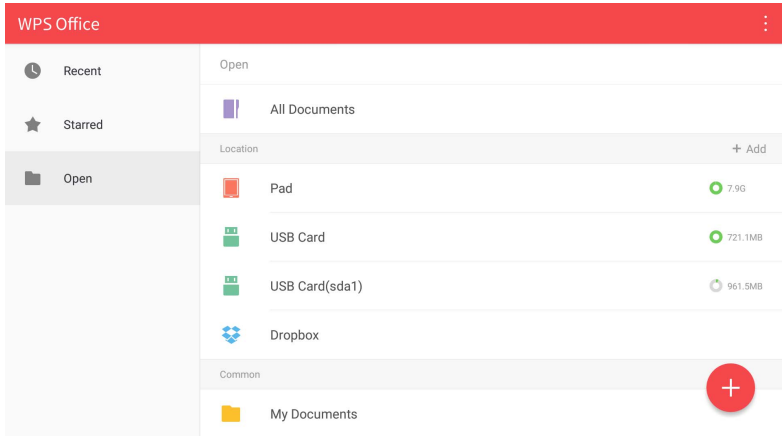 WPS Office
Recent
Starred
Open
Open
All Documents
Location
+ Add
Pad
7.9G
USB Card
721.1MB
USB Card(sda1)
961.5MB
Dropbox
Common
My Documents